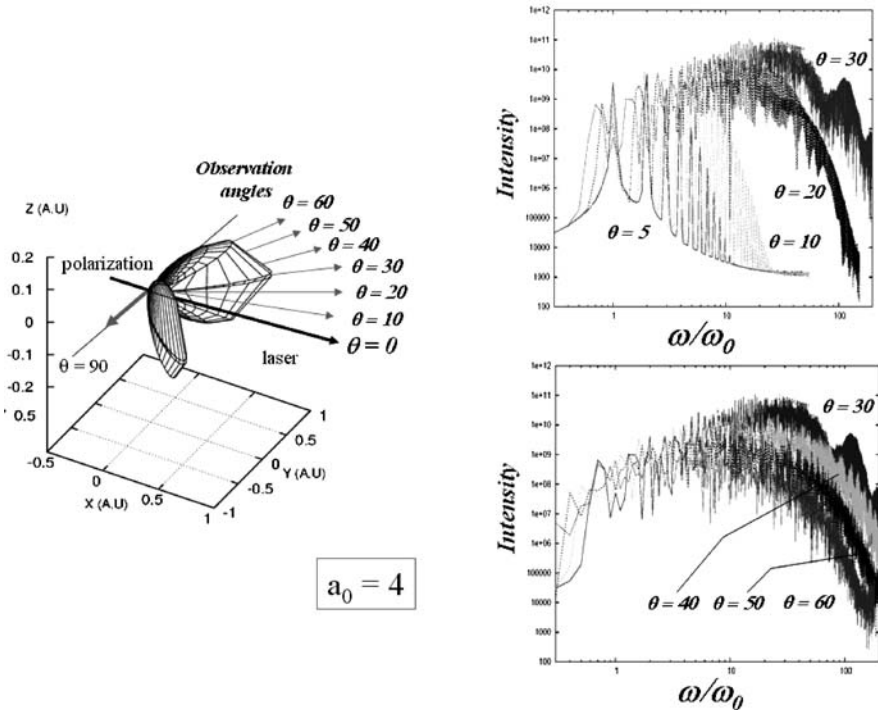 Observation
angles
θ = 60
θ = 50
θ = 40
θ = 30
θ = 20
θ = 10
θ = 0
laser
polarization
θ = 90
Z (A.U)
0.2
0.1
0
-0.1
-0.2
0.5
-0.5
0
0.5
1
X (A.U)
-1
-0.5
0
0.5
1
Y (A.U)
a₀ = 4
Intensity
1e+12
1e+11
1e+10
1e+09
1e+08
1e+07
1e+06
100000
10000
1000
100
1
10
100
θ = 30
θ = 20
θ = 10
θ = 5
ω/ω₀
Intensity
1e+12
1e+11
1e+10
1e+09
1e+08
1e+07
1e+06
100000
10000
1000
100
1
10
100
θ = 30
θ = 40
θ = 50
θ = 60
ω/ω₀